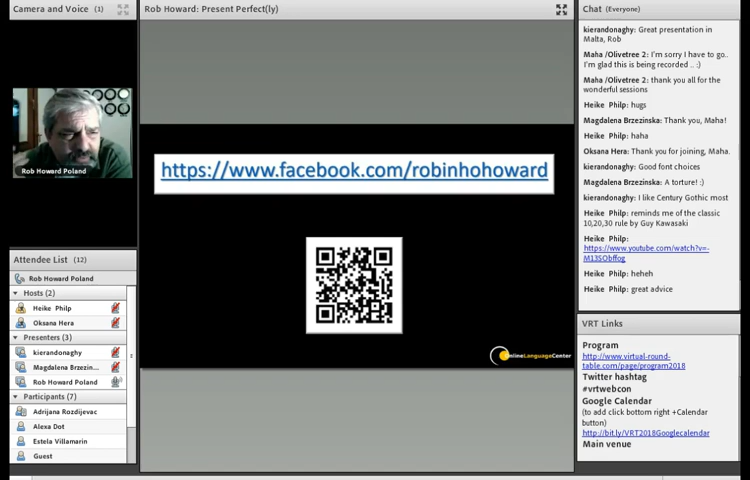 Camera and Voice (1)
Rob Howard Poland
Attendee List (12)
Rob Howard Poland
Hosts (2)
Heike Philp
Oksana Hera
Presenters (3)
kierandonaghy
Magdalena Brzezin...
Rob Howard Poland
Participants (7)
Adrijana Rozdijevac
Alexa Dot
Estela Villamarin
Guest
Rob Howard: Present Perfect(ly)
https://www.facebook.com/robinhohoward
OnlineLanguageCenter
Chat (Everyone)
kierandonaghy: Great presentation in
Malta, Rob
Maha /Olivetree 2: I'm sorry I have to go..
I'm glad this is being recorded .. :)
Maha /Olivetree 2: thank you all for the
wonderful sessions
Heike Philp: hugs
Magdalena Brzezinska: Thank you, Maha!
Heike Philp: haha
Oksana Hera: Thank you for joining, Maha.
kierandonaghy: Good font choices
Magdalena Brzezinska: A torture! :)
kierandonaghy: I like Century Gothic most
Heike Philp: reminds me of the classic
10,20,30 rule by Guy Kawasaki
Heike Philp:
https://www.youtube.com/watch?v=-
M13SObffog
Heike Philp: heheh
Heike Philp: great advice
VRT Links
Program
http://www.virtual-round-
table.com/page/program2018
Twitter hashtag
#vrtwebcon
Google Calendar
(to add click bottom right +Calendar
button)
http://bit.ly/VRT2018Googlecalendar
Main venue